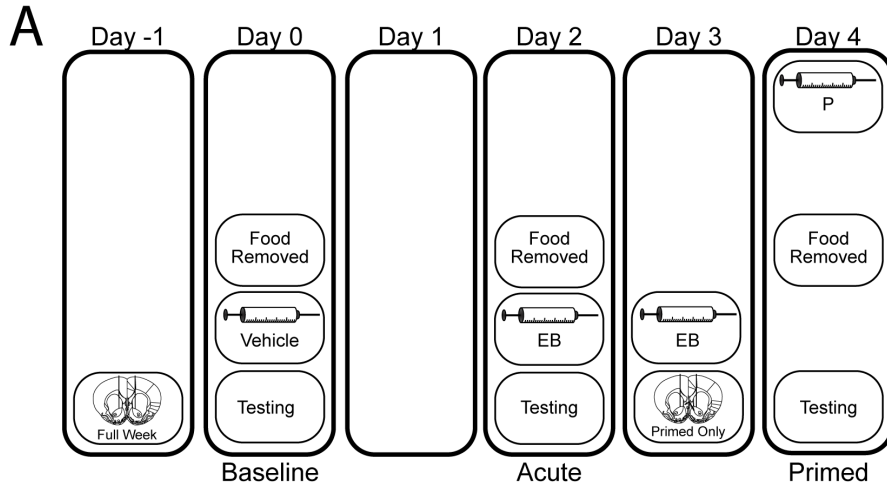 A
Day -1
Day 0
Day 1
Day 2
Day 3
Day 4
P
Food
Removed
Food
Removed
Food
Removed
Vehicle
EB
EB
Full Week
Testing
Testing
Primed Only
Testing
Baseline
Acute
Primed